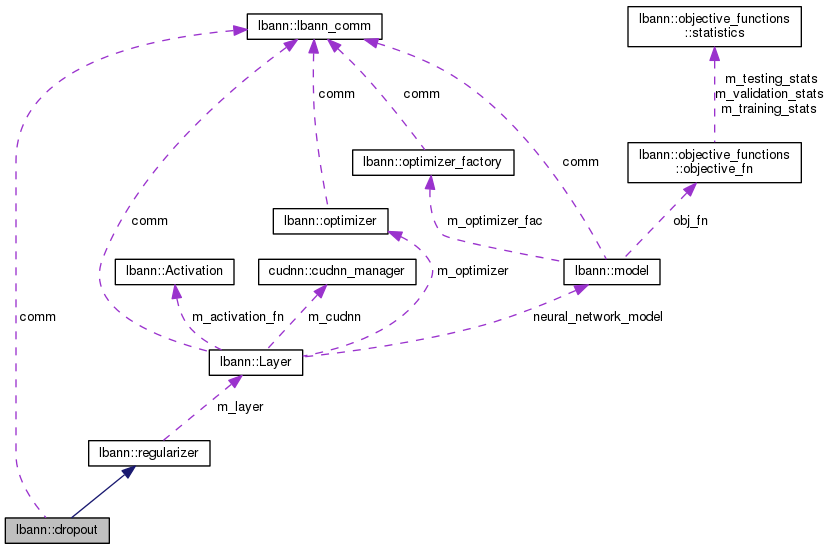 lbann::lbann_comm
lbann::objective_functions
::statistics
m_testing_stats
m_validation_stats
m_training_stats
comm
comm
lbann::optimizer_factory
comm
lbann::objective_functions
::objective_fn
lbann::optimizer
comm
m_optimizer_fac
obj_fn
lbann::Activation
cudnn::cudnn_manager
m_optimizer
lbann::model
comm
m_activation_fn
m_cudnn
neural_network_model
lbann::Layer
m_layer
lbann::regularizer
lbann::dropout